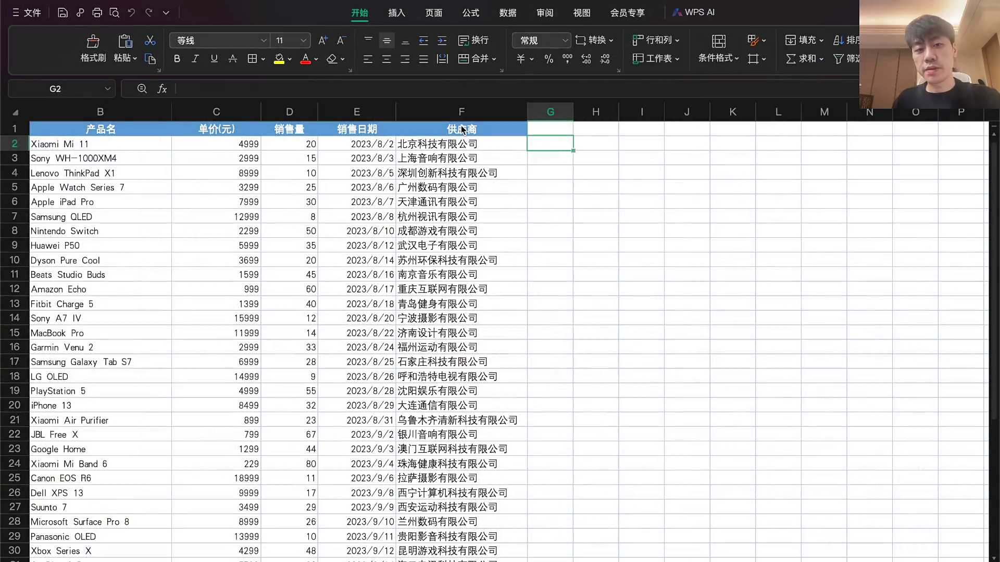 文件 开始 插入 页面 公式 数据 审阅 视图 会员专享 WPS AI
等线 11 换行 常规 转换 行和列 填充
格式刷 粘贴 合并 工作表 条件格式 求和
G2 fx
B C D E F G H I J K L M N O P
1 产品名 单价(元) 销售量 销售日期 供应商
2 Xiaomi Mi 11 4999 20 2023/8/2 北京科技有限公司
3 Sony WH-1000XM4 2999 15 2023/8/3 上海音响有限公司
4 Lenovo ThinkPad X1 8999 10 2023/8/5 深圳创新科技有限公司
5 Apple Watch Series 7 3299 25 2023/8/6 广州数码有限公司
6 Apple iPad Pro 7999 30 2023/8/7 天津通讯有限公司
7 Samsung QLED 12999 8 2023/8/8 杭州视讯有限公司
8 Nintendo Switch 2299 50 2023/8/10 成都游戏有限公司
9 Huawei P50 5999 35 2023/8/12 武汉电子有限公司
10 Dyson Pure Cool 3699 20 2023/8/14 苏州环保科技有限公司
11 Beats Studio Buds 1599 45 2023/8/16 南京音乐有限公司
12 Amazon Echo 999 60 2023/8/17 重庆互联网有限公司
13 Fitbit Charge 5 1399 40 2023/8/18 青岛健身有限公司
14 Sony A7 IV 15999 12 2023/8/20 宁波摄影有限公司
15 MacBook Pro 11999 14 2023/8/22 济南设计有限公司
16 Garmin Venu 2 2999 33 2023/8/24 福州运动有限公司
17 Samsung Galaxy Tab S7 6999 28 2023/8/25 石家庄科技有限公司
18 LG OLED 14999 9 2023/8/26 呼和浩特电视有限公司
19 PlayStation 5 4999 55 2023/8/28 沈阳娱乐有限公司
20 iPhone 13 8499 32 2023/8/29 大连通信有限公司
21 Xiaomi Air Purifier 899 23 2023/8/31 乌鲁木齐清新科技有限公司
22 JBL Free X 799 67 2023/9/2 银川音响有限公司
23 Google Home 1299 44 2023/9/3 澳门互联网科技有限公司
24 Xiaomi Mi Band 6 229 80 2023/9/4 珠海健康科技有限公司
25 Canon EOS R6 18999 11 2023/9/6 拉萨摄影有限公司
26 Dell XPS 13 9999 17 2023/9/8 西宁计算机科技有限公司
27 Suunto 7 3499 29 2023/9/9 西安运动科技有限公司
28 Microsoft Surface Pro 8 8999 26 2023/9/10 兰州数码有限公司
29 Panasonic OLED 13999 10 2023/9/11 贵阳影音科技有限公司
30 Xbox Series X 4299 48 2023/9/12 昆明游戏科技有限公司